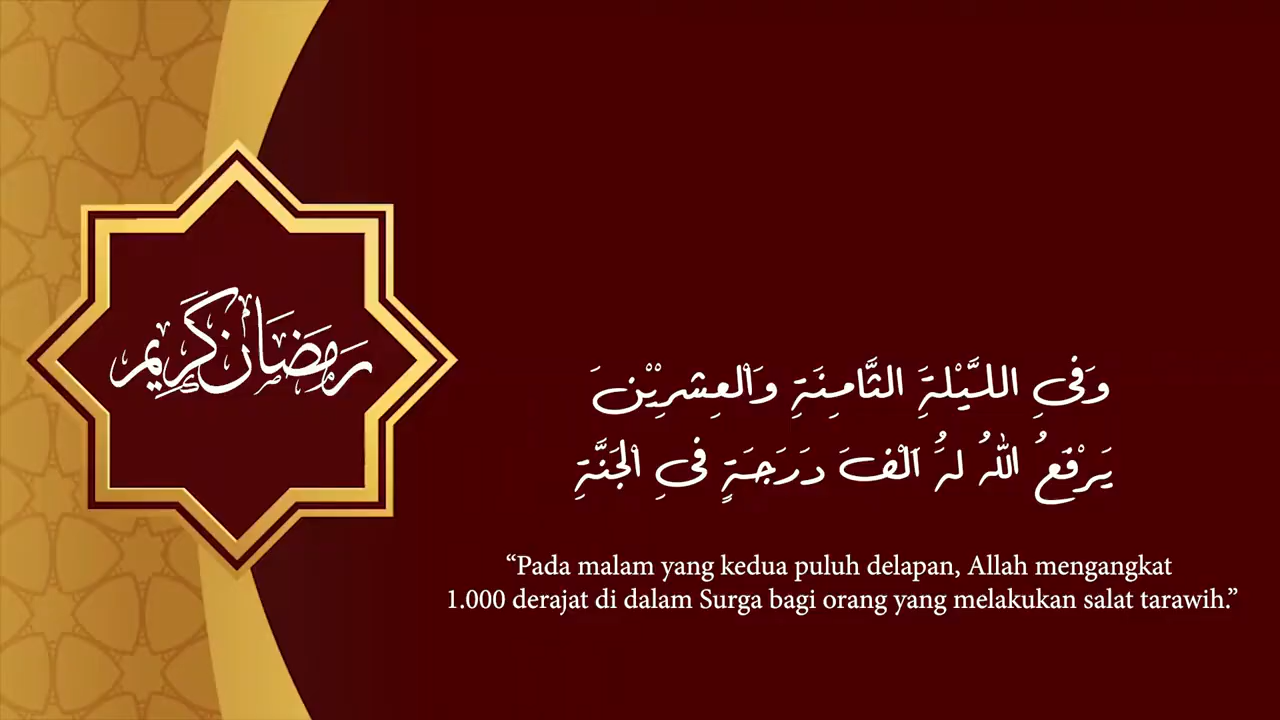 رمضان كريم
وَفِي اللَّيْلَةِ الثَّامِنَةِ وَالْعِشْرِيْنَ
يَرْفَعُ اللهُ لَهُ اَلْفَ دَرَجَةٍ فِي الْجَنَّةِ
“Pada malam yang kedua puluh delapan, Allah mengangkat
1.000 derajat di dalam Surga bagi orang yang melakukan salat tarawih.”